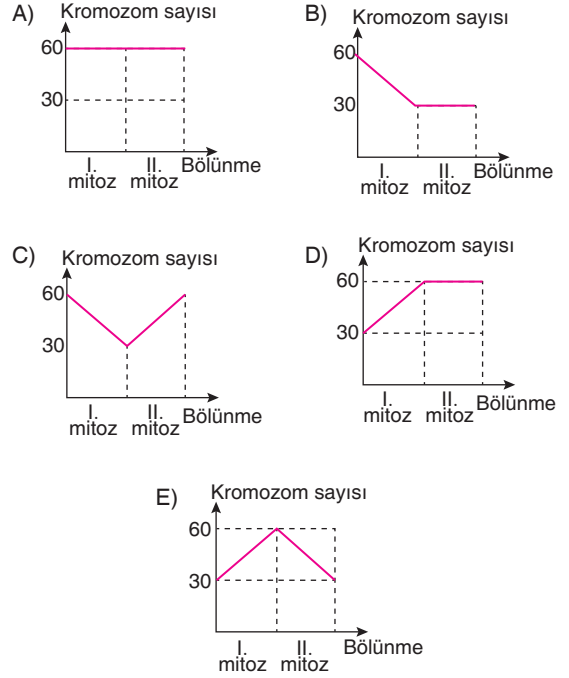 A) Kromozom sayısı
60
30
I. mitoz
II. mitoz
Bölünme
B) Kromozom sayısı
60
30
I. mitoz
II. mitoz
Bölünme
C) Kromozom sayısı
60
30
I. mitoz
II. mitoz
Bölünme
D) Kromozom sayısı
60
30
I. mitoz
II. mitoz
Bölünme
E) Kromozom sayısı
60
30
I. mitoz
II. mitoz
Bölünme